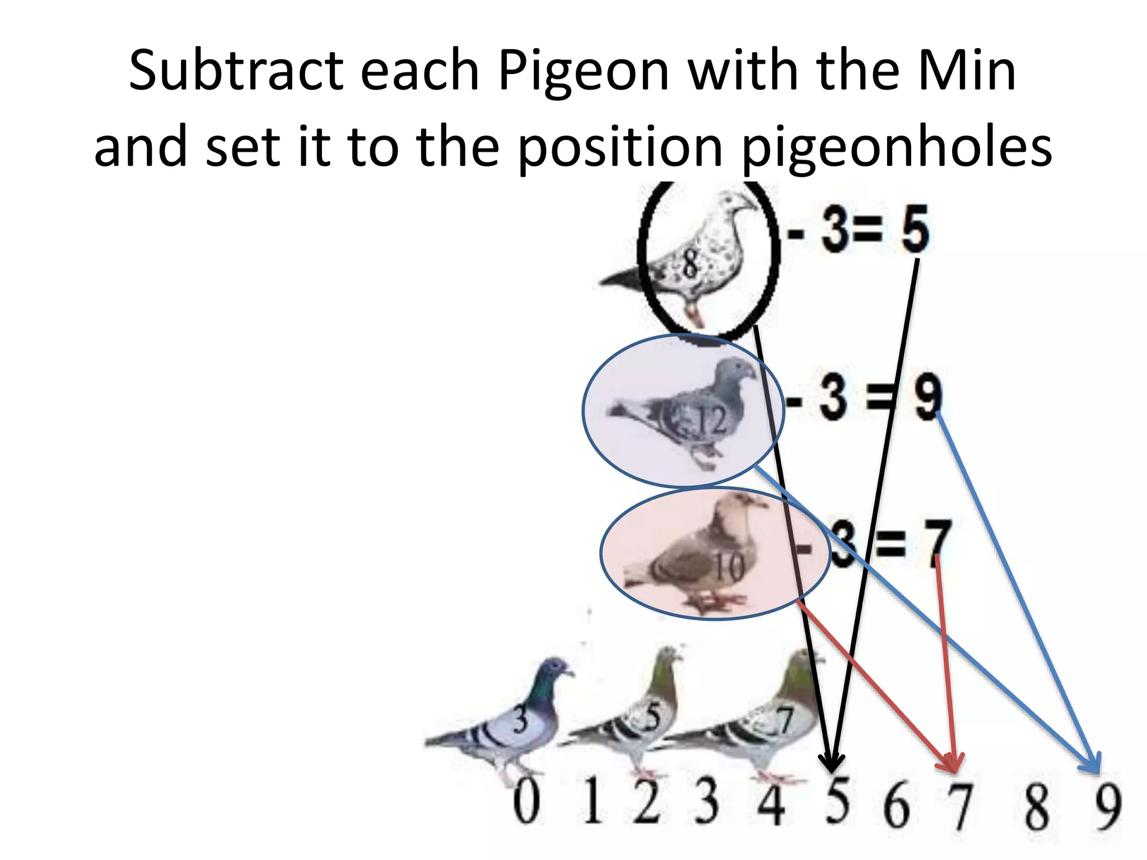 Subtract each Pigeon with the Min
and set it to the position pigeonholes
8 - 3= 5
12 - 3 = 9
10 - 3 = 7
3 5 7
0 1 2 3 4 5 6 7 8 9